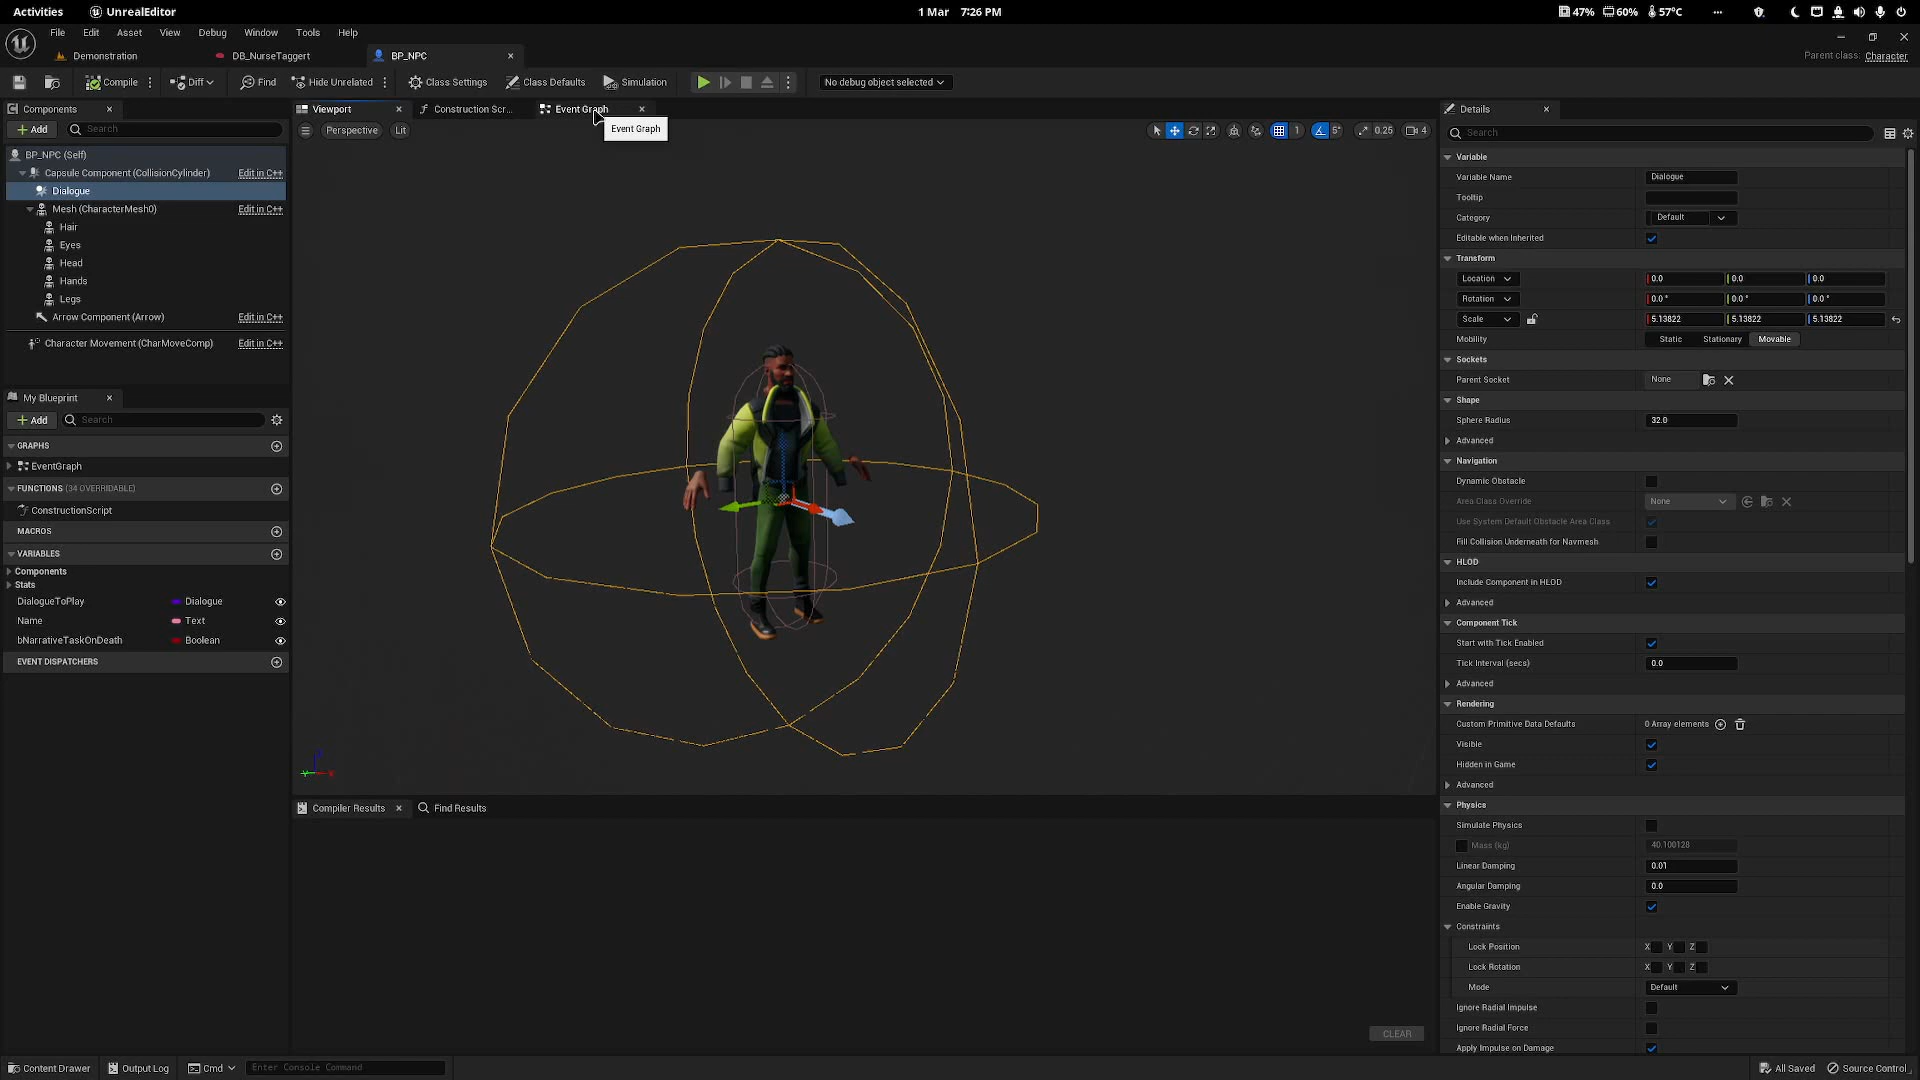 Activities
UnrealEditor
1 Mar 7:26 PM
47% 60% 57°C
File Edit Asset View Debug Window Tools Help
Demonstration
DB_NurseTaggert
BP_NPC
Parent class: Character
Compile
Diff
Find
Hide Unrelated
Class Settings
Class Defaults
Simulation
No debug object selected
Components
Add
Search
BP_NPC (Self)
Capsule Component (CollisionCylinder) Edit in C++
Dialogue
Mesh (CharacterMesh0) Edit in C++
Hair
Eyes
Head
Hands
Legs
Arrow Component (Arrow) Edit in C++
Character Movement (CharMoveComp) Edit in C++
My Blueprint
Add
Search
GRAPHS
EventGraph
FUNCTIONS (34 OVERRIDABLE)
ConstructionScript
MACROS
VARIABLES
Components
Stats
DialogueToPlay Dialogue
Name Text
bNarrativeTaskOnDeath Boolean
EVENT DISPATCHERS
Viewport
Construction Scr...
Event Graph
Event Graph
Perspective
Lit
1
5°
0.25
4
Compiler Results
Find Results
CLEAR
Details
Search
Variable
Variable Name Dialogue
Tooltip
Category Default
Editable when Inherited
Transform
Location 0.0 0.0 0.0
Rotation 0.0 ° 0.0 ° 0.0 °
Scale 5.13822 5.13822 5.13822
Mobility Static Stationary Movable
Sockets
Parent Socket None
Shape
Sphere Radius 32.0
Advanced
Navigation
Dynamic Obstacle
Area Class Override None
Use System Default Obstacle Area Class
Fill Collision Underneath for Navmesh
HLOD
Include Component in HLOD
Advanced
Component Tick
Start with Tick Enabled
Tick Interval (secs) 0.0
Advanced
Rendering
Custom Primitive Data Defaults 0 Array elements
Visible
Hidden in Game
Advanced
Physics
Simulate Physics
Mass (kg) 40.100128
Linear Damping 0.01
Angular Damping 0.0
Enable Gravity
Constraints
Lock Position X Y Z
Lock Rotation X Y Z
Mode Default
Ignore Radial Impulse
Ignore Radial Force
Apply Impulse on Damage
Content Drawer
Output Log
Cmd
Enter Console Command
All Saved
Source Control